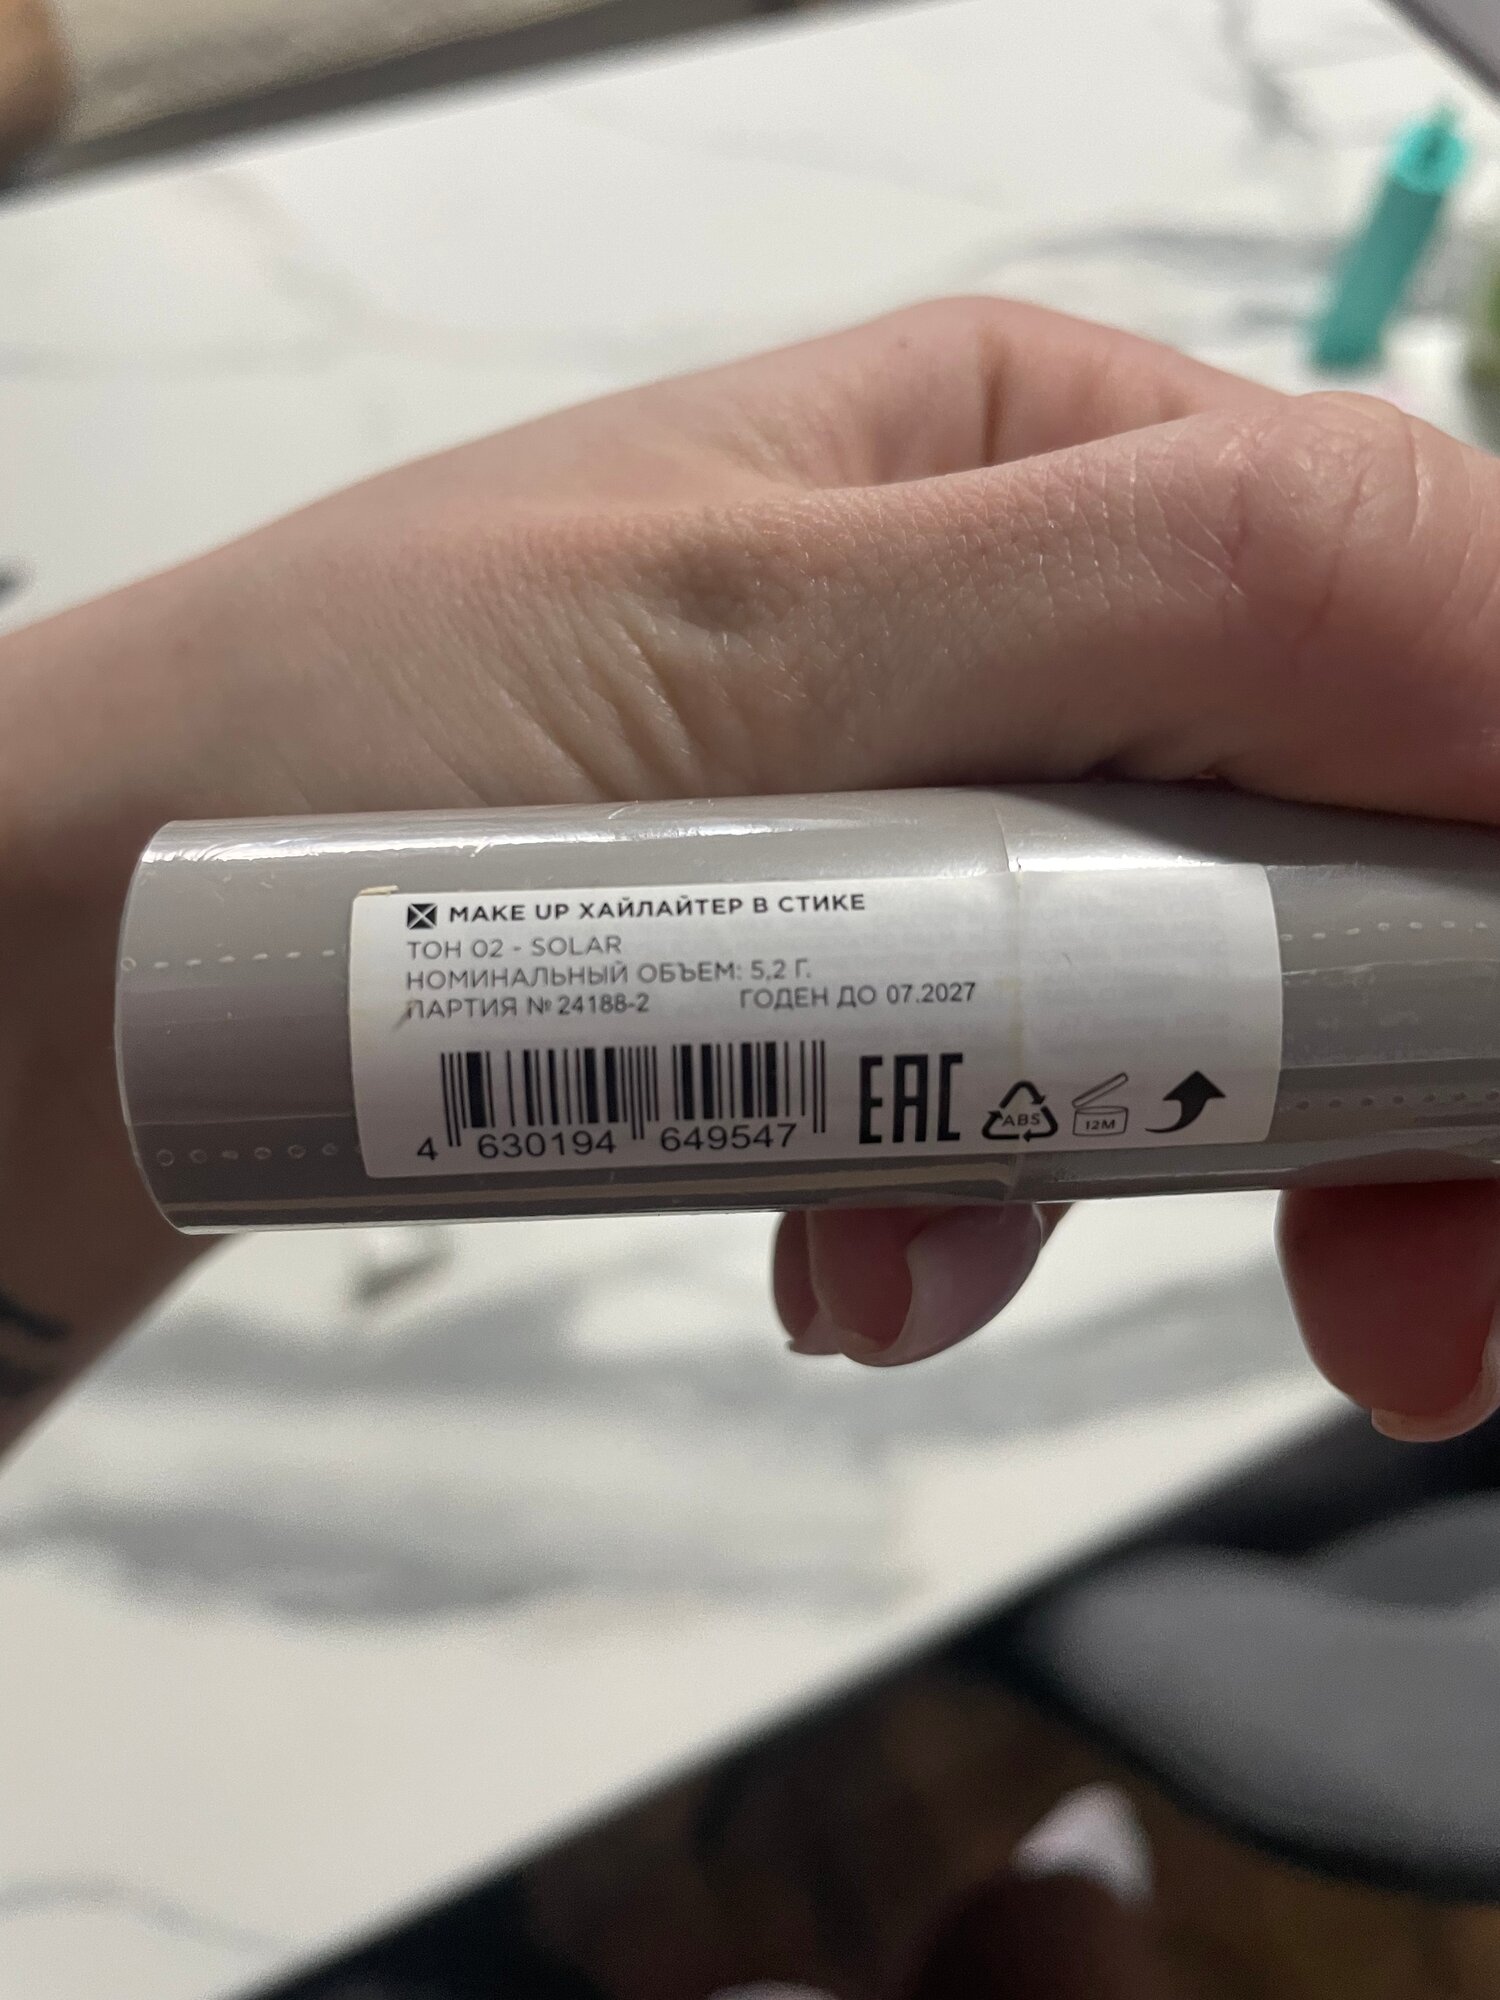 MAKE UP ХАЙЛАЙТЕР В СТИКЕ
ТОН 02 - SOLAR
НОМИНАЛЬНЫЙ ОБЪЕМ: 5,2 Г.
ПАРТИЯ № 24188-2 ГОДЕН ДО 07.2027
4 630194 649547
EAC
ABS
12M